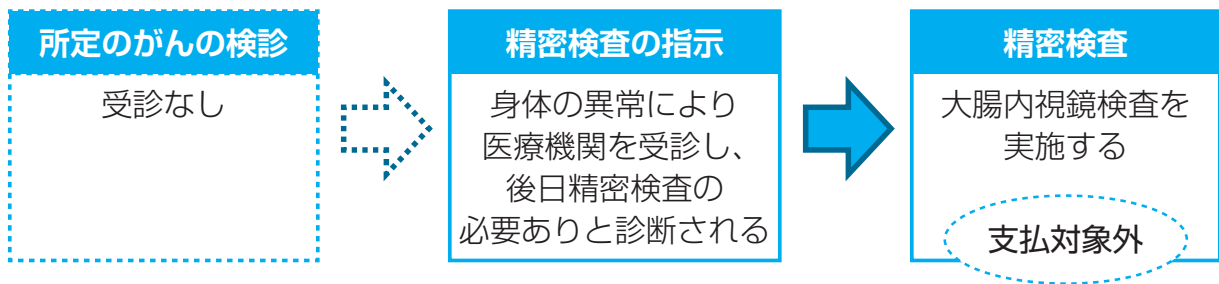 所定のがんの検診
受診なし
精密検査の指示
身体の異常により
医療機関を受診し、
後日精密検査の
必要ありと診断される
精密検査
大腸内視鏡検査を
実施する
支払対象外